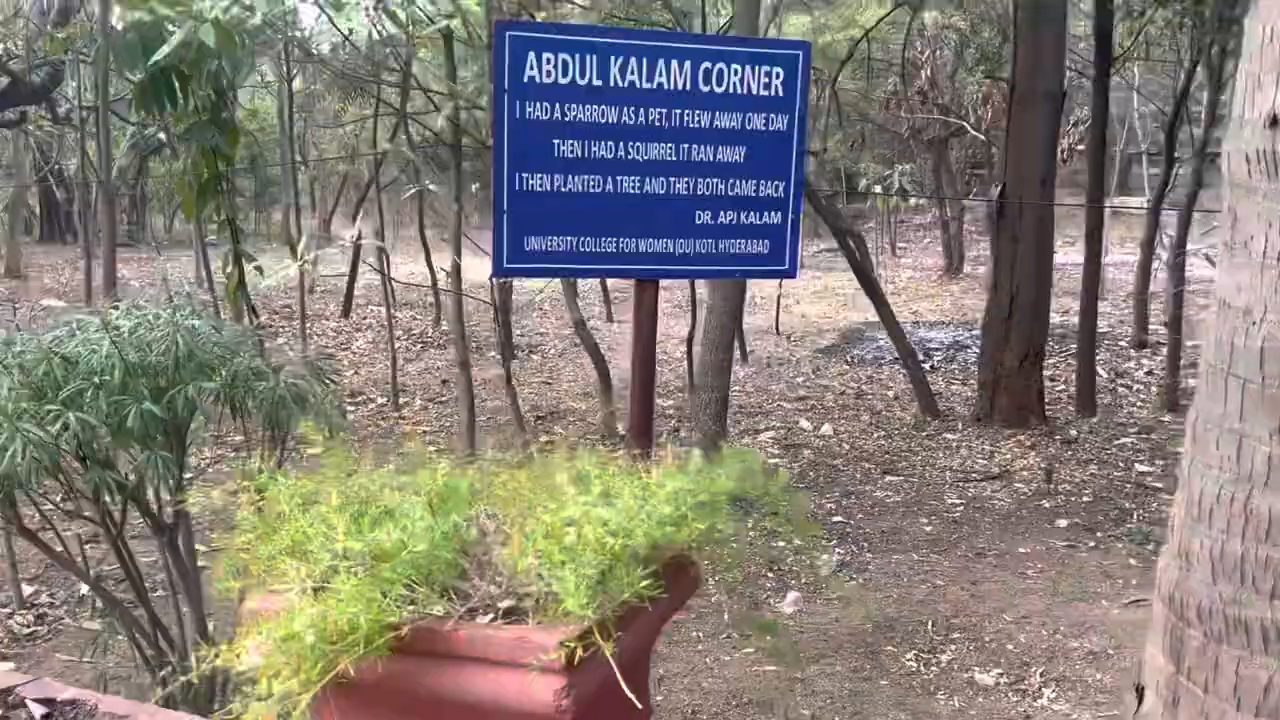 ABDUL KALAM CORNER
I HAD A SPARROW AS A PET, IT FLEW AWAY ONE DAY
THEN I HAD A SQUIRREL IT RAN AWAY
I THEN PLANTED A TREE AND THEY BOTH CAME BACK
DR. APJ KALAM
UNIVERSITY COLLEGE FOR WOMEN (OU) KOTL HYDERABAD